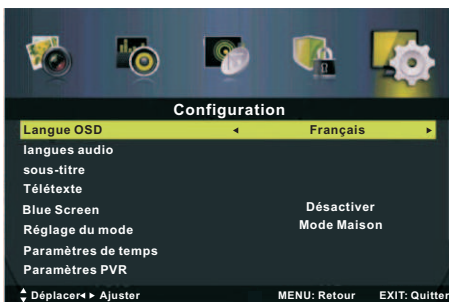 Configuration
Langue OSD ◄ Français ►
langues audio
sous-titre
Télétexte
Blue Screen Désactiver
Réglage du mode Mode Maison
Paramètres de temps
Paramètres PVR
Déplacer ◄ ► Ajuster MENU: Retour EXIT: Quitter